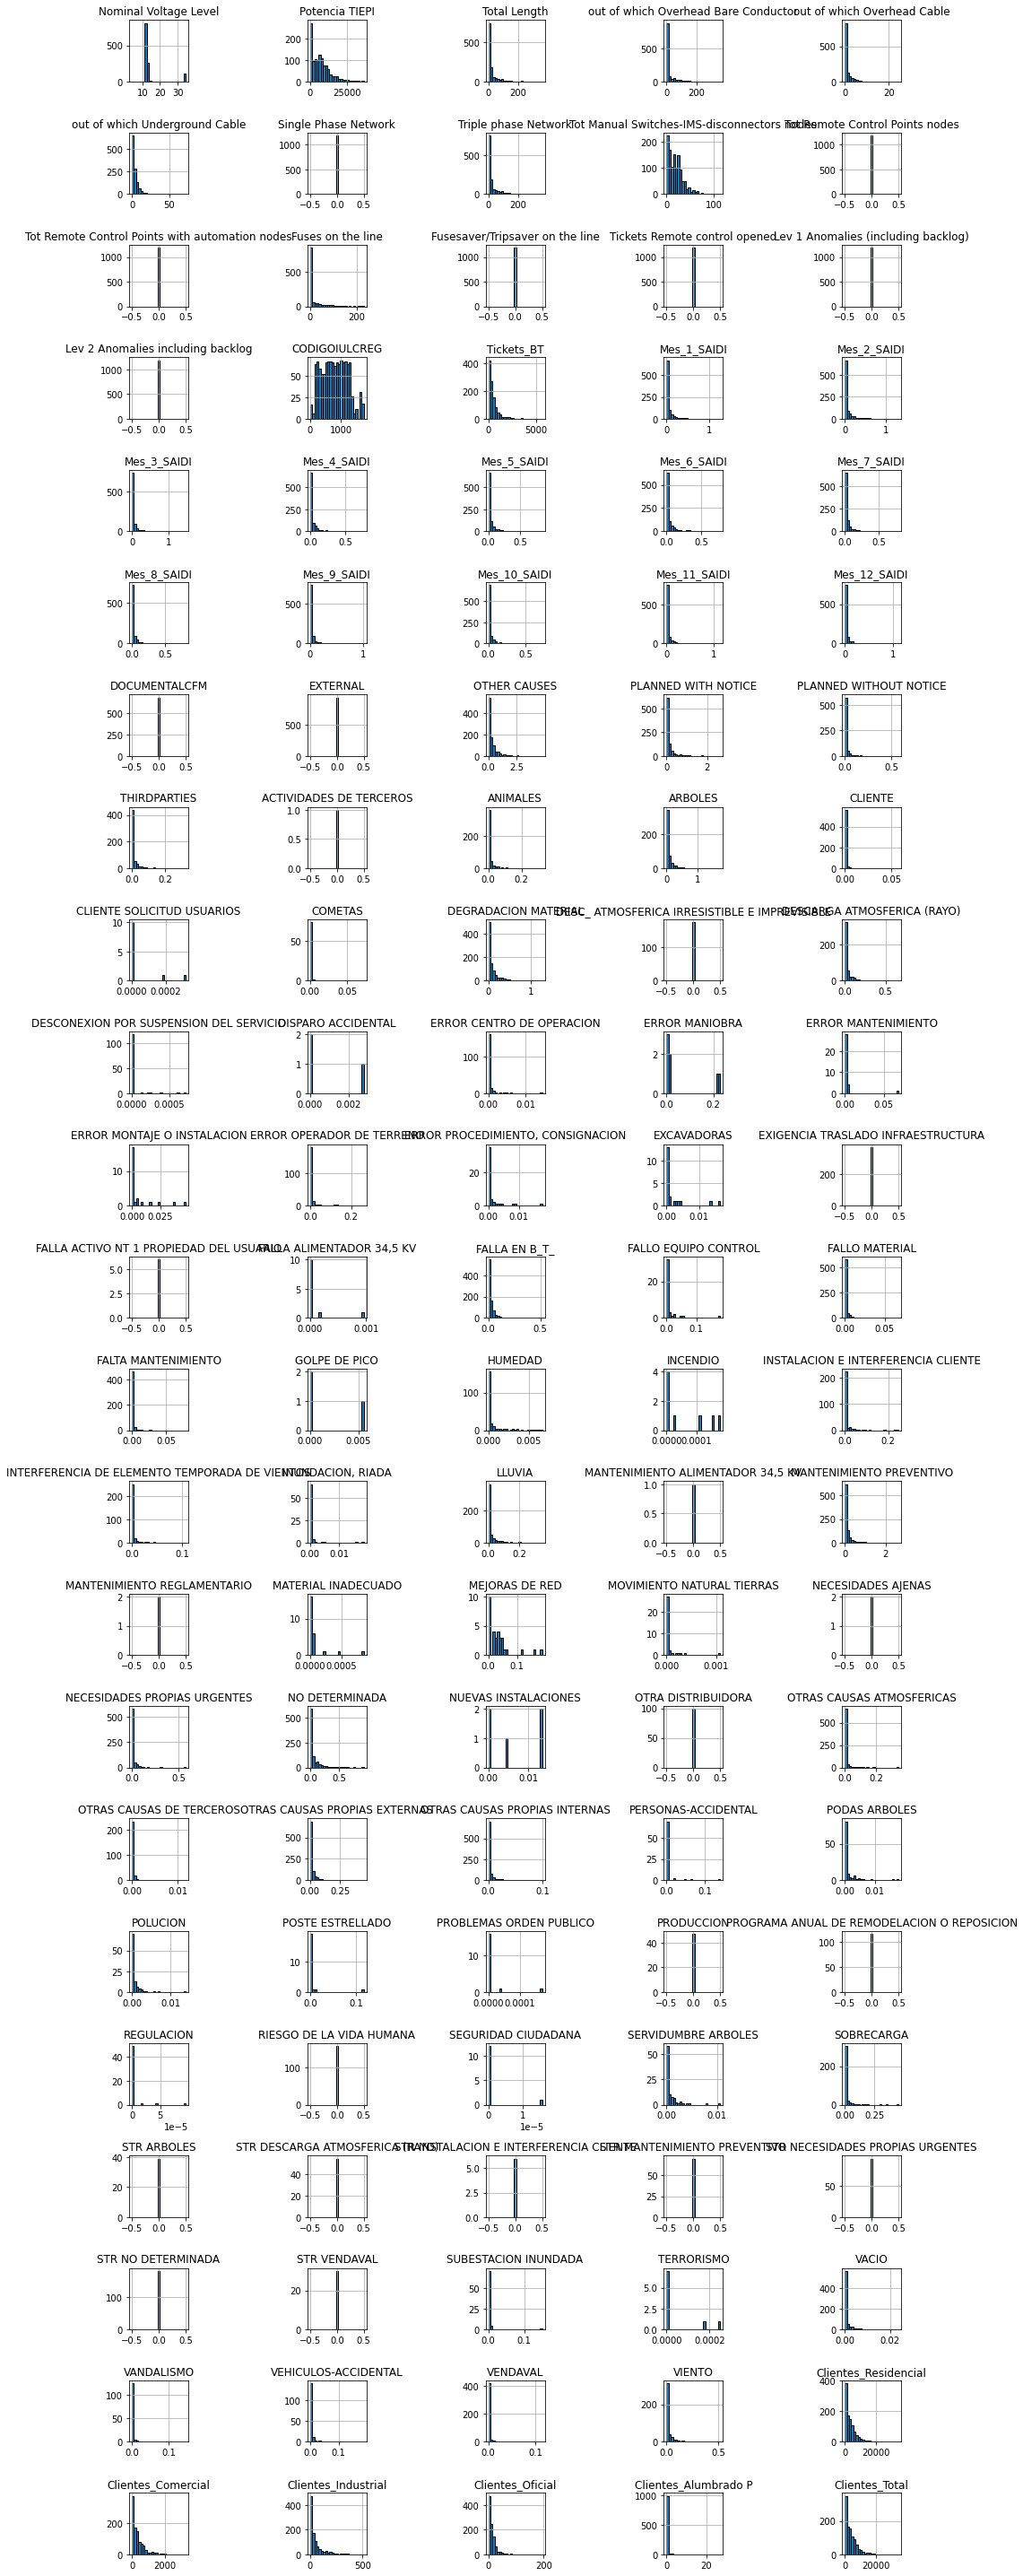 Nominal Voltage Level Potencia TIEPI Total Length out of which Overhead Bare Conductor out of which Overhead Cable
500 0 200 100 0 500 0 500 0 500 0
10 20 30 0 25000 0 200 0 200 0 20
out of which Underground Cable Single Phase Network Triple phase Network Tot Manual Switches-IMS-disconnectors nodes Tot Remote Control Points nodes
500 250 0 1000 500 0 500 0 200 100 0 1000 500 0
0 50 −0.5 0.0 0.5 0 200 0 100 −0.5 0.0 0.5
Tot Remote Control Points with automation nodes Fuses on the line Fusesaver/Tripsaver on the line Tickets Remote control opened Lev 1 Anomalies (including backlog)
1000 500 0 500 0 1000 500 0 1000 500 0 1000 500 0
−0.5 0.0 0.5 0 200 −0.5 0.0 0.5 −0.5 0.0 0.5 −0.5 0.0 0.5
Lev 2 Anomalies including backlog CODIGOIULCREG Tickets_BT Mes_1_SAIDI Mes_2_SAIDI
1000 500 0 50 25 0 400 200 0 500 0 500 0
−0.5 0.0 0.5 0 1000 0 5000 0 1 0 1
Mes_3_SAIDI Mes_4_SAIDI Mes_5_SAIDI Mes_6_SAIDI Mes_7_SAIDI
500 0 500 250 0 500 250 0 500 250 0 500 250 0
0 1 0.0 0.5 0.0 0.5 0.0 0.5 0.0 0.5
Mes_8_SAIDI Mes_9_SAIDI Mes_10_SAIDI Mes_11_SAIDI Mes_12_SAIDI
500 0 500 0 500 250 0 500 0 500 0
0.0 0.5 0 1 0.0 0.5 0 1 0 1
DOCUMENTALCFM EXTERNAL OTHER CAUSES PLANNED WITH NOTICE PLANNED WITHOUT NOTICE
500 250 0 500 0 400 200 0 500 250 0 400 200 0
−0.5 0.0 0.5 −0.5 0.0 0.5 0.0 2.5 0 2 0.0 0.5
THIRDPARTIES ACTIVIDADES DE TERCEROS ANIMALES ARBOLES CLIENTE
400 200 0 1.0 0.5 0.0 200 0 200 0 400 200 0
0.0 0.2 −0.5 0.0 0.5 0.0 0.2 0 1 0.00 0.05
CLIENTE SOLICITUD USUARIOS COMETAS DEGRADACION MATERIAL DESC_ ATMOSFERICA IRRESISTIBLE E IMPREVISIBLE DESCARGA ATMOSFERICA (RAYO)
10 5 0 50 0 400 200 0 100 0 200 0
0.0000 0.0002 0.00 0.05 0 1 −0.5 0.0 0.5 0.0 0.5
DESCONEXION POR SUSPENSION DEL SERVICIO DISPARO ACCIDENTAL ERROR CENTRO DE OPERACION ERROR MANIOBRA ERROR MANTENIMIENTO
100 50 0 2 1 0 100 0 2 0 20 10 0
0.0000 0.0005 0.000 0.002 0.00 0.01 0.0 0.2 0.00 0.05
ERROR MONTAJE O INSTALACION ERROR OPERADOR DE TERRENO ERROR PROCEDIMIENTO, CONSIGNACION EXCAVADORAS EXIGENCIA TRASLADO INFRAESTRUCTURA
10 0 100 0 20 0 10 5 0 200 0
0.000 0.025 0.0 0.2 0.00 0.01 0.00 0.01 −0.5 0.0 0.5
FALLA ACTIVO NT 1 PROPIEDAD DEL USUARIO FALLA ALIMENTADOR 34,5 KV FALLA EN B_T_ FALLO EQUIPO CONTROL FALLO MATERIAL
5.0 2.5 0.0 10 5 0 400 200 0 20 0 400 200 0
−0.5 0.0 0.5 0.000 0.001 0.0 0.5 0.0 0.1 0.00 0.05
FALTA MANTENIMIENTO GOLPE DE PICO HUMEDAD INCENDIO INSTALACION E INTERFERENCIA CLIENTE
400 200 0 2 1 0 100 0 4 2 0 200 100 0
0.00 0.05 0.000 0.005 0.000 0.005 0.0000 0.0001 0.0 0.2
INTERFERENCIA DE ELEMENTO TEMPORADA DE VIENTOS INUNDACION, RIADA LLUVIA MANTENIMIENTO ALIMENTADOR 34,5 KV MANTENIMIENTO PREVENTIVO
200 100 0 50 25 0 200 0 1.0 0.5 0.0 500 250 0
0.0 0.1 0.00 0.01 0.0 0.2 −0.5 0.0 0.5 0 2
MANTENIMIENTO REGLAMENTARIO MATERIAL INADECUADO MEJORAS DE RED MOVIMIENTO NATURAL TIERRAS NECESIDADES AJENAS
2 1 0 10 0 10 5 0 20 10 0 2 1 0
−0.5 0.0 0.5 0.0000 0.0005 0.0 0.1 0.000 0.001 −0.5 0.0 0.5
NECESIDADES PROPIAS URGENTES NO DETERMINADA NUEVAS INSTALACIONES OTRA DISTRIBUIDORA OTRAS CAUSAS ATMOSFERICAS
500 250 0 600 400 200 0 2 1 0 100 50 0 500 250 0
0.0 0.5 0.0 0.5 0.00 0.01 −0.5 0.0 0.5 0.0 0.2
OTRAS CAUSAS DE TERCEROS OTRAS CAUSAS PROPIAS EXTERNAS OTRAS CAUSAS PROPIAS INTERNAS PERSONAS-ACCIDENTAL PODAS ARBOLES
200 100 0 500 250 0 500 250 0 50 25 0 50 0
0.00 0.01 0.00 0.25 0.0 0.1 0.0 0.1 0.00 0.01
POLUCION POSTE ESTRELLADO PROBLEMAS ORDEN PUBLICO PRODUCCION PROGRAMA ANUAL DE REMODELACION O REPOSICION
50 25 0 10 0 10 0 40 20 0 100 50 0
0.00 0.01 0.0 0.1 0.0000 0.0001 −0.5 0.0 0.5 −0.5 0.0 0.5
REGULACION RIESGO DE LA VIDA HUMANA SEGURIDAD CIUDADANA SERVIDUMBRE ARBOLES SOBRECARGA
40 20 0 100 0 10 5 0 50 25 0 200 0
0 5 1e−5 −0.5 0.0 0.5 0 1 1e−5 0.00 0.01 0.00 0.25
STR ARBOLES STR DESCARGA ATMOSFERICA (RAYO) STR INSTALACION E INTERFERENCIA CLIENTE STR MANTENIMIENTO PREVENTIVO STR NECESIDADES PROPIAS URGENTES
40 20 0 40 20 0 5.0 2.5 0.0 50 25 0 50 0
−0.5 0.0 0.5 −0.5 0.0 0.5 −0.5 0.0 0.5 −0.5 0.0 0.5 −0.5 0.0 0.5
STR NO DETERMINADA STR VENDAVAL SUBESTACION INUNDADA TERRORISMO VACIO
100 0 20 0 50 25 0 5.0 2.5 0.0 400 200 0
−0.5 0.0 0.5 −0.5 0.0 0.5 0.0 0.1 0.0000 0.0002 0.00 0.02
VANDALISMO VEHICULOS-ACCIDENTAL VENDAVAL VIENTO Clientes_Residencial
100 50 0 100 50 0 400 200 0 200 0 400 200 0
0.0 0.1 0.0 0.1 0.0 0.1 0.0 0.5 0 20000
Clientes_Comercial Clientes_Industrial Clientes_Oficial Clientes_Alumbrado P Clientes_Total
200 0 400 200 0 400 200 0 1000 500 0 200 0
0 2000 0 500 0 200 0 20 0 20000